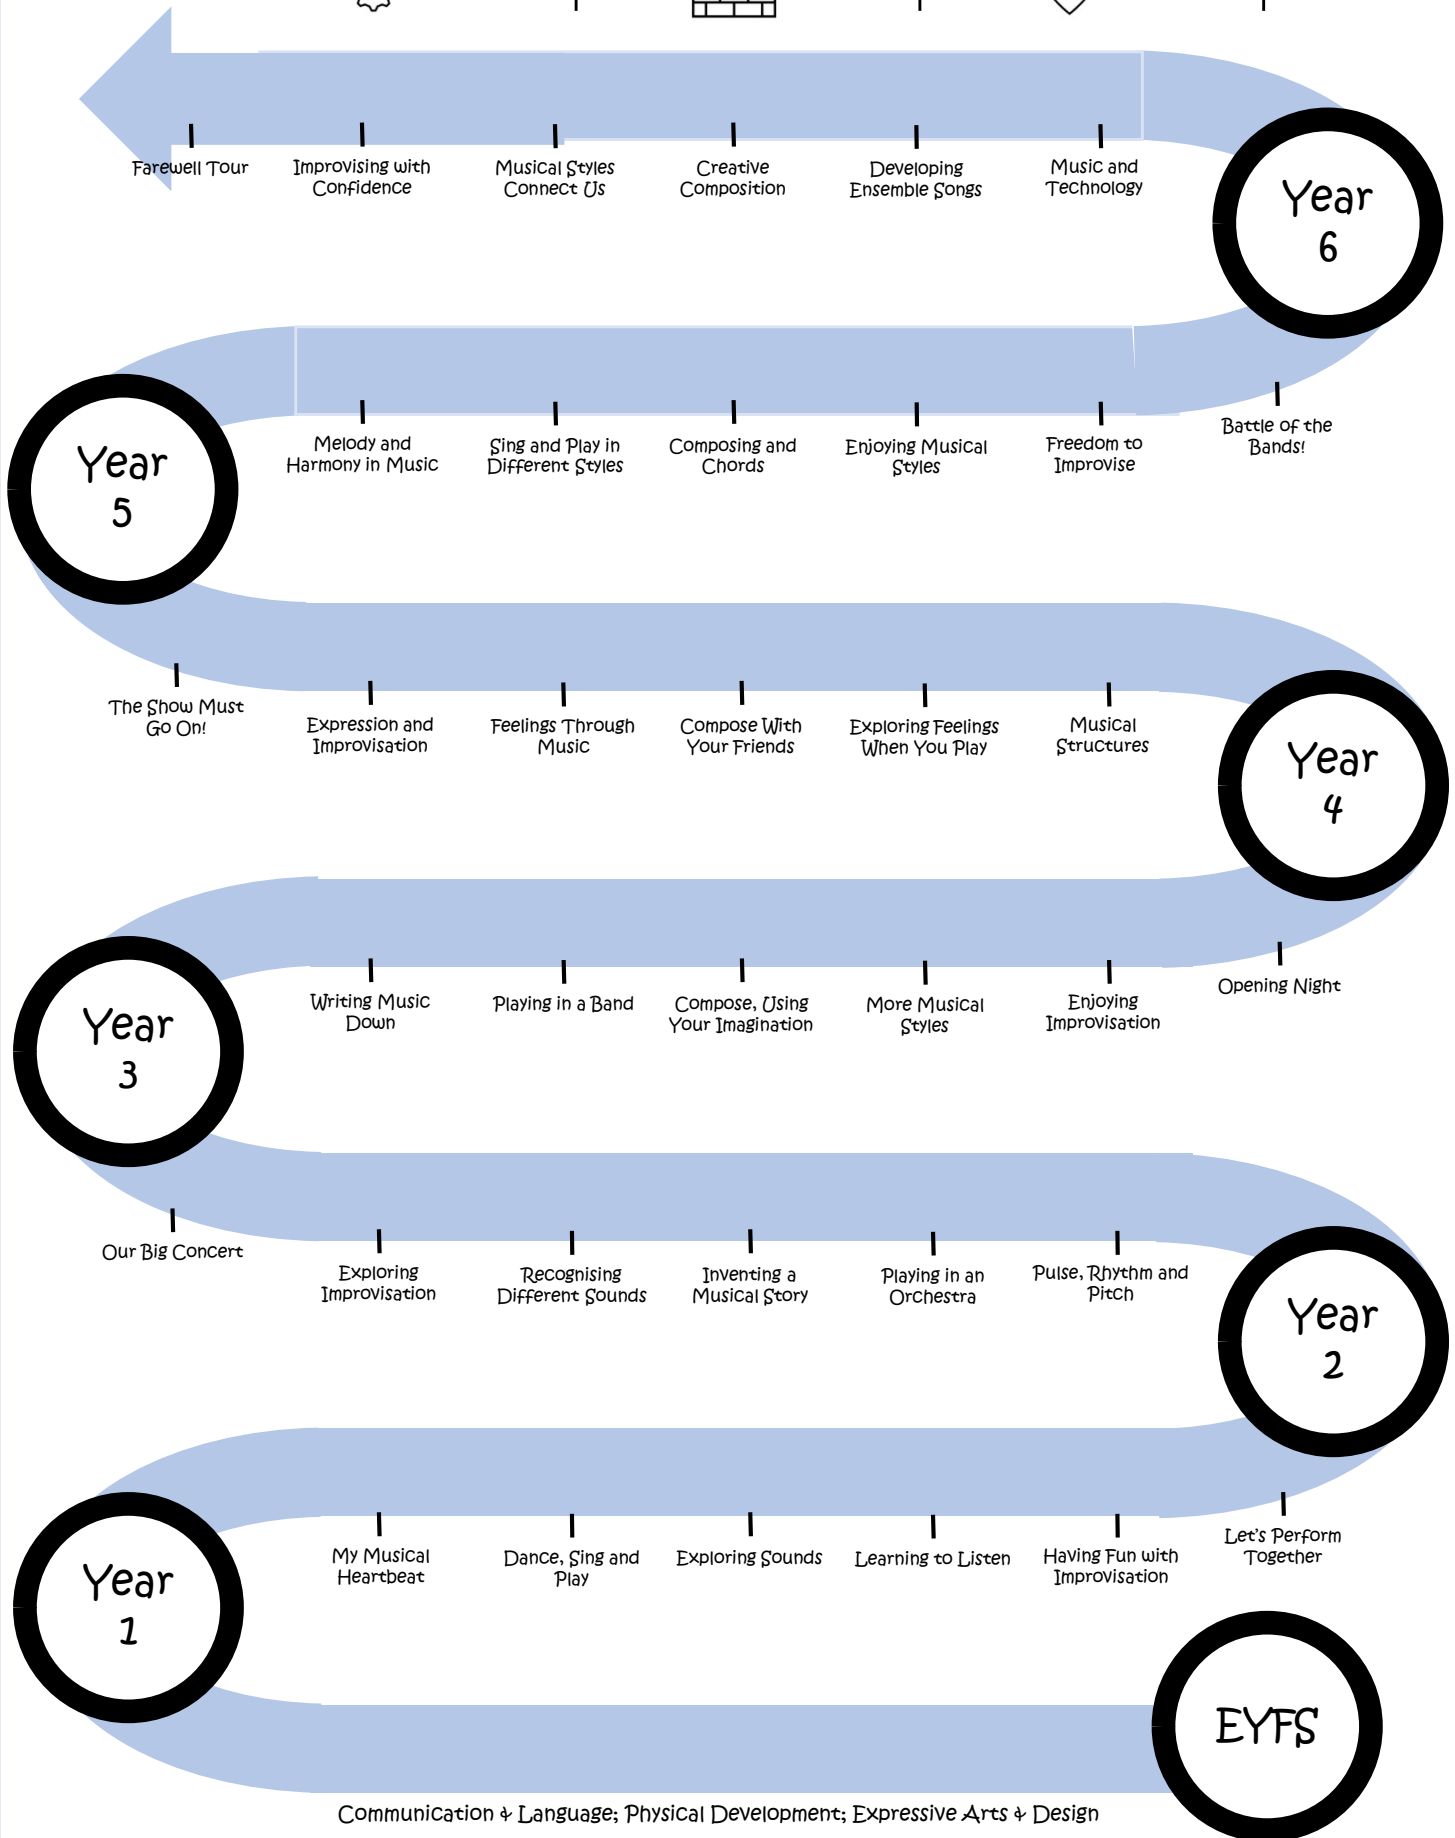 Farewell Tour
Improvising with
Confidence
Musical Styles
Connect Us
Creative
Composition
Developing
Ensemble Songs
Music and
Technology
Year
6
Melody and
Harmony in Music
Sing and Play in
Different Styles
Composing and
Chords
Enjoying Musical
Styles
Freedom to
Improvise
Battle of the
Bands!
Year
5
The Show Must
Go On!
Expression and
Improvisation
Feelings Through
Music
Compose With
Your Friends
Exploring Feelings
When You Play
Musical
Structures
Year
4
Writing Music
Down
Playing in a Band
Compose, Using
Your Imagination
More Musical
Styles
Enjoying
Improvisation
Opening Night
Year
3
Our Big Concert
Exploring
Improvisation
Recognising
Different Sounds
Inventing a
Musical Story
Playing in an
Orchestra
Pulse, Rhythm and
Pitch
Year
2
My Musical
Heartbeat
Dance, Sing and
Play
Exploring Sounds
Learning to Listen
Having Fun with
Improvisation
Let's Perform
Together
Year
1
EYFS
Communication & Language; Physical Development; Expressive Arts & Design